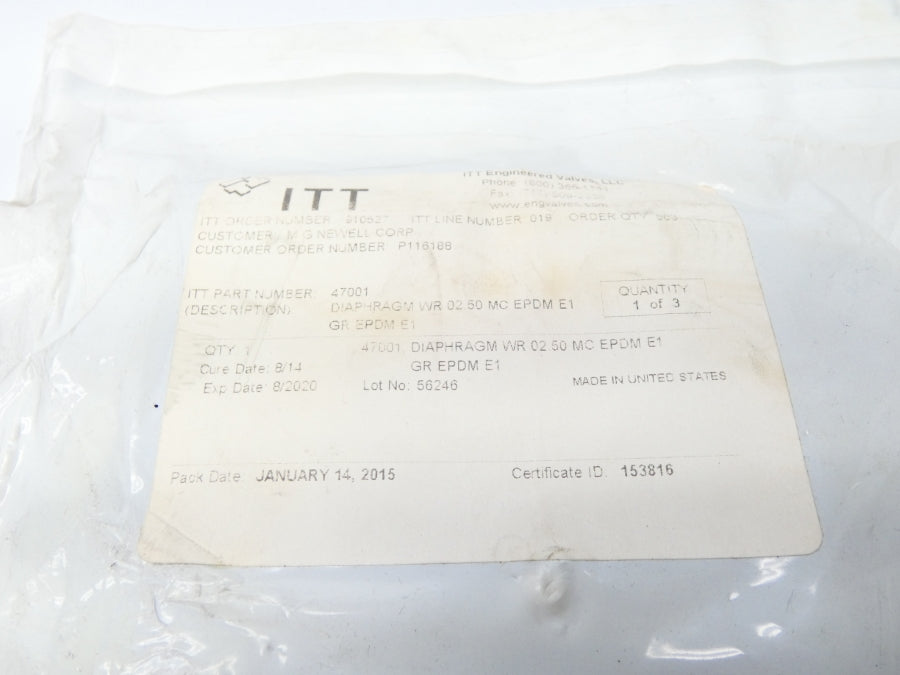 ITT
ITT Engineered Valves, LLC
Phone
Fax
www.engvalves.com
ITT ORDER NUMBER 910527 ITT LINE NUMBER 019 ORDER QTY
CUSTOMER M G NEWELL CORP
CUSTOMER ORDER NUMBER: P116188
ITT PART NUMBER: 47001
(DESCRIPTION) DIAPHRAGM WR 02.50 MC EPDM E1
GR EPDM E1
QUANTITY
1 of 3
QTY 1 47001 DIAPHRAGM WR 02.50 MC EPDM E1
GR EPDM E1
Cure Date: 8/14
Exp Date: 8/2020 Lot No: 56246
MADE IN UNITED STATES
Pack Date: JANUARY 14, 2015 Certificate ID: 153816